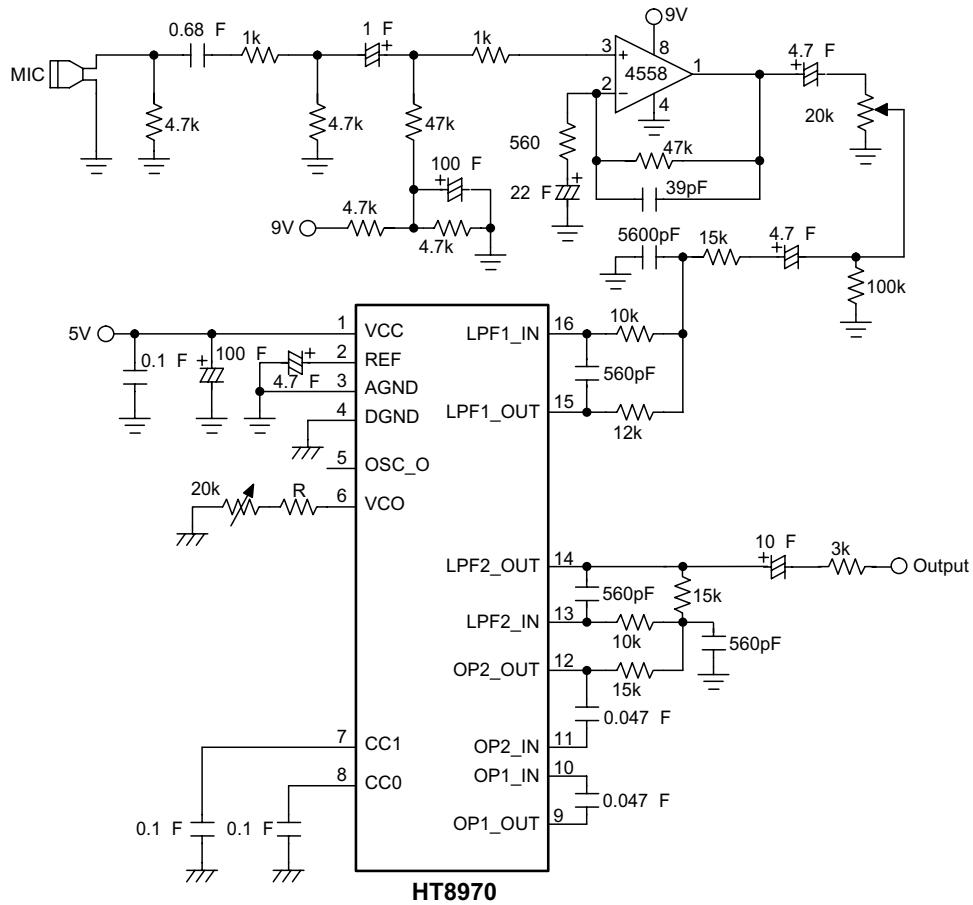 9V
0.68 F
1k
1 F
+
1k
3
+
8
4558
1
4.7 F
+
MIC
2
−
4
20k
4.7k
4.7k
47k
560
47k
100 F
+
22 F
+
39pF
9V
4.7k
4.7k
5600pF
15k
4.7 F
+
100k
5V
1
VCC
LPF1_IN
16
10k
0.1 F
100 F
+
2
REF
+
4.7 F
3
AGND
560pF
4
DGND
LPF1_OUT
15
12k
5
OSC_O
20k
R
6
VCO
LPF2_OUT
14
10 F
+
3k
Output
560pF
15k
LPF2_IN
13
10k
560pF
OP2_OUT
12
15k
0.047 F
7
CC1
OP2_IN
11
8
CC0
OP1_IN
10
0.047 F
0.1 F
0.1 F
OP1_OUT
9
HT8970